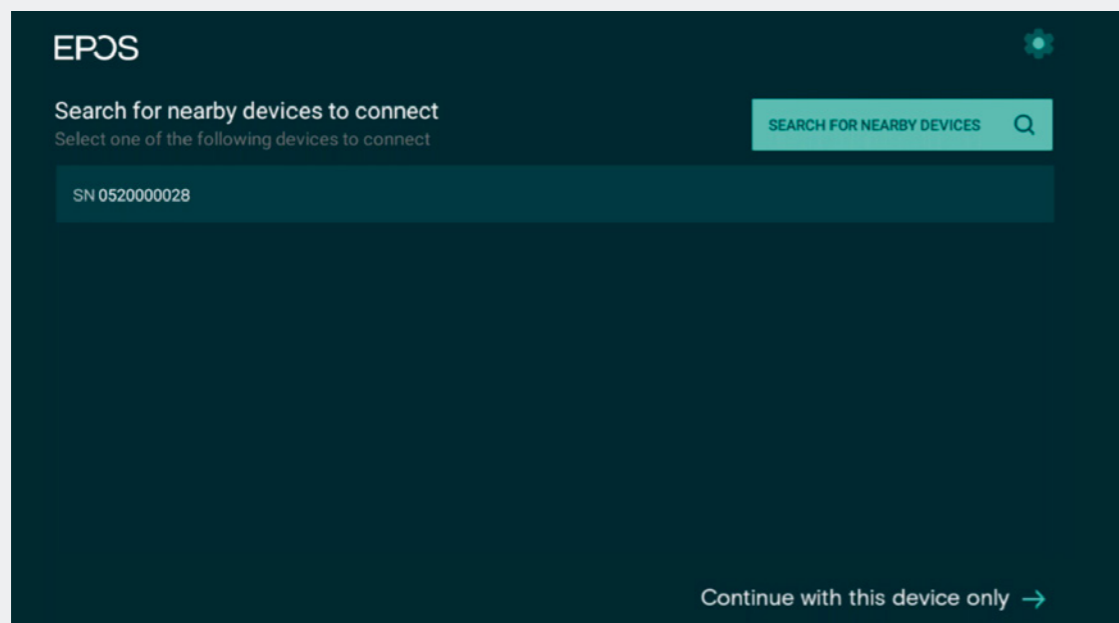 EPOS
Search for nearby devices to connect
Select one of the following devices to connect
SEARCH FOR NEARBY DEVICES
SN 0520000028
Continue with this device only